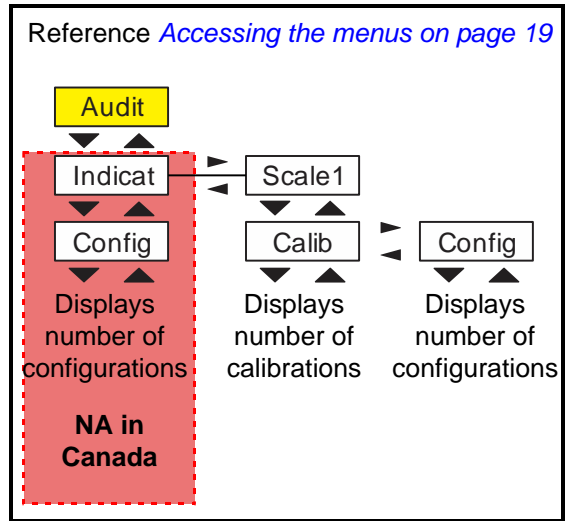 Reference Accessing the menus on page 19
Audit
Indicat
Scale1
Config
Calib
Config
Displays
number of
configurations
Displays
number of
calibrations
Displays
number of
configurations
NA in
Canada